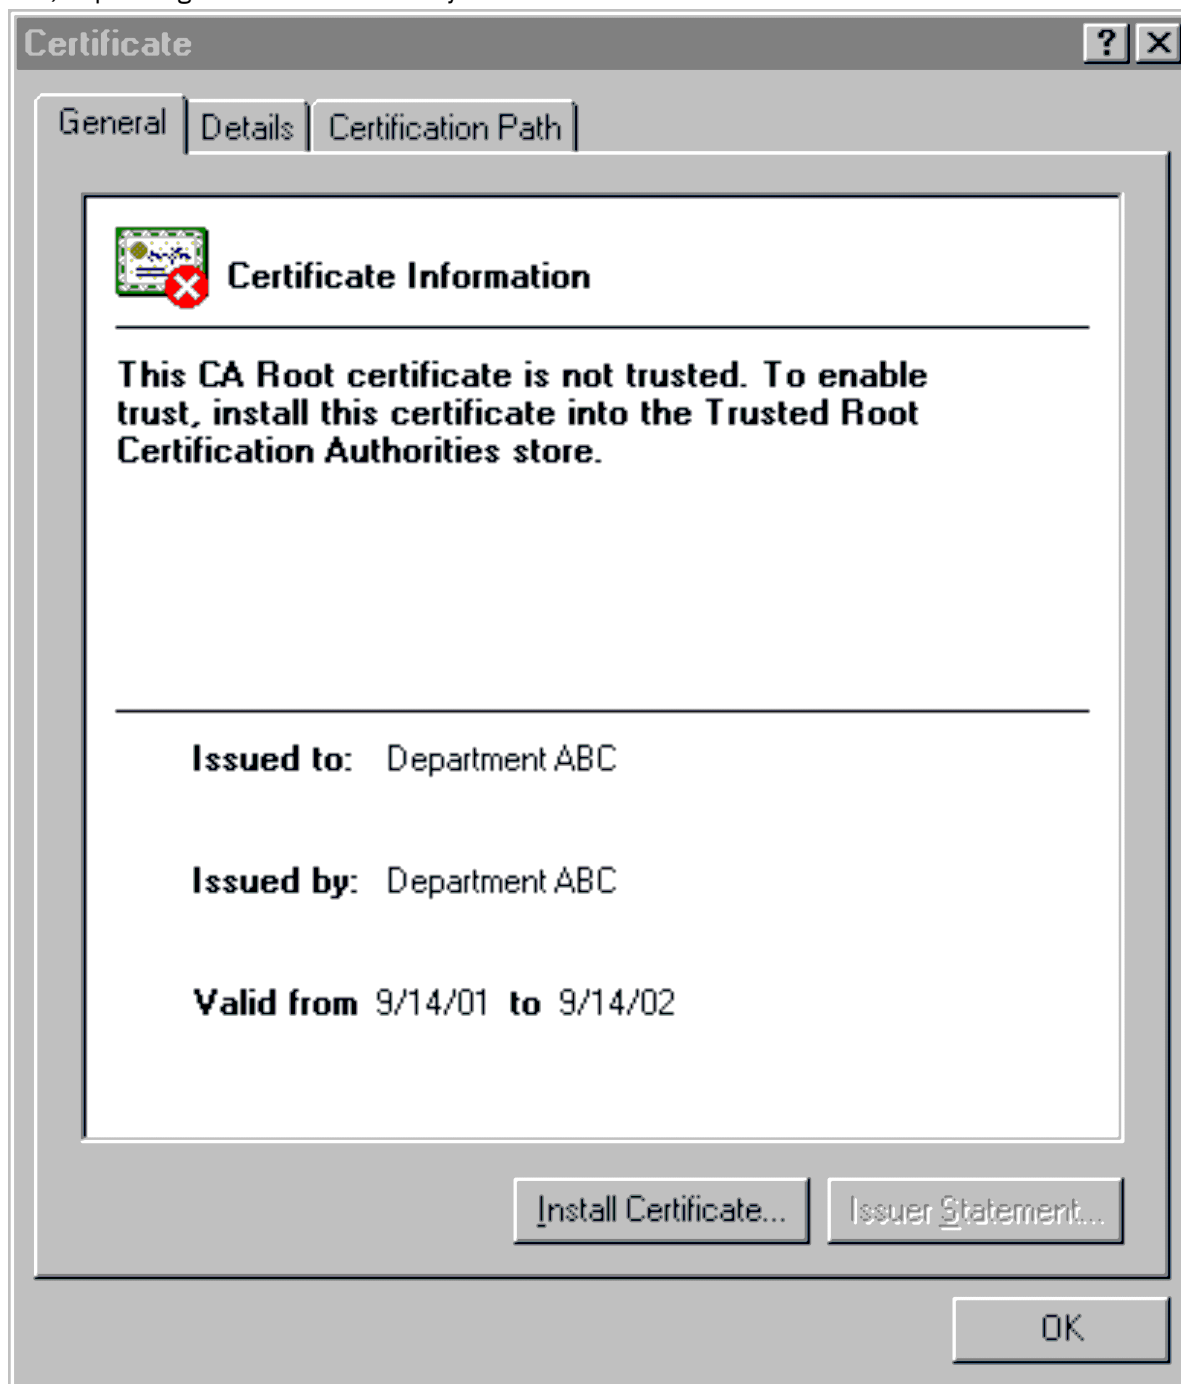 Certificate
General Details Certification Path
Certificate Information
This CA Root certificate is not trusted. To enable
trust, install this certificate into the Trusted Root
Certification Authorities store.
Issued to: Department ABC
Issued by: Department ABC
Valid from 9/14/01 to 9/14/02
Install Certificate... Issuer Statement...
OK